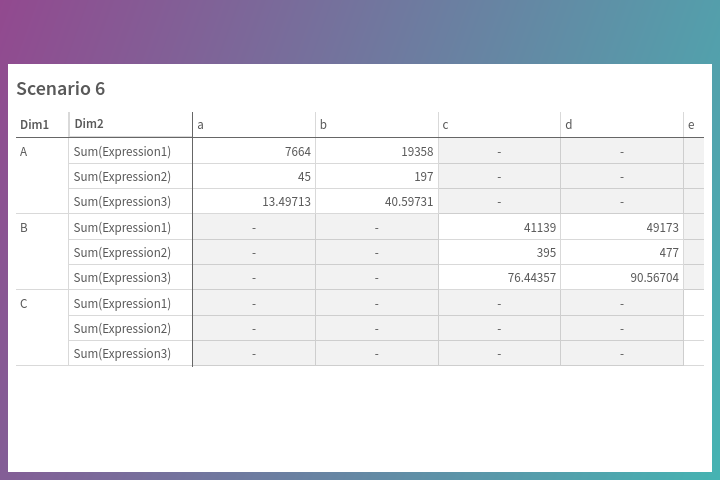 Scenario 6
Dim1 Dim2 a b c d e
A Sum(Expression1) 7664 19358 - -
Sum(Expression2) 45 197 - -
Sum(Expression3) 13.49713 40.59731 - -
B Sum(Expression1) - - 41139 49173
Sum(Expression2) - - 395 477
Sum(Expression3) - - 76.44357 90.56704
C Sum(Expression1) - - - -
Sum(Expression2) - - - -
Sum(Expression3) - - - -